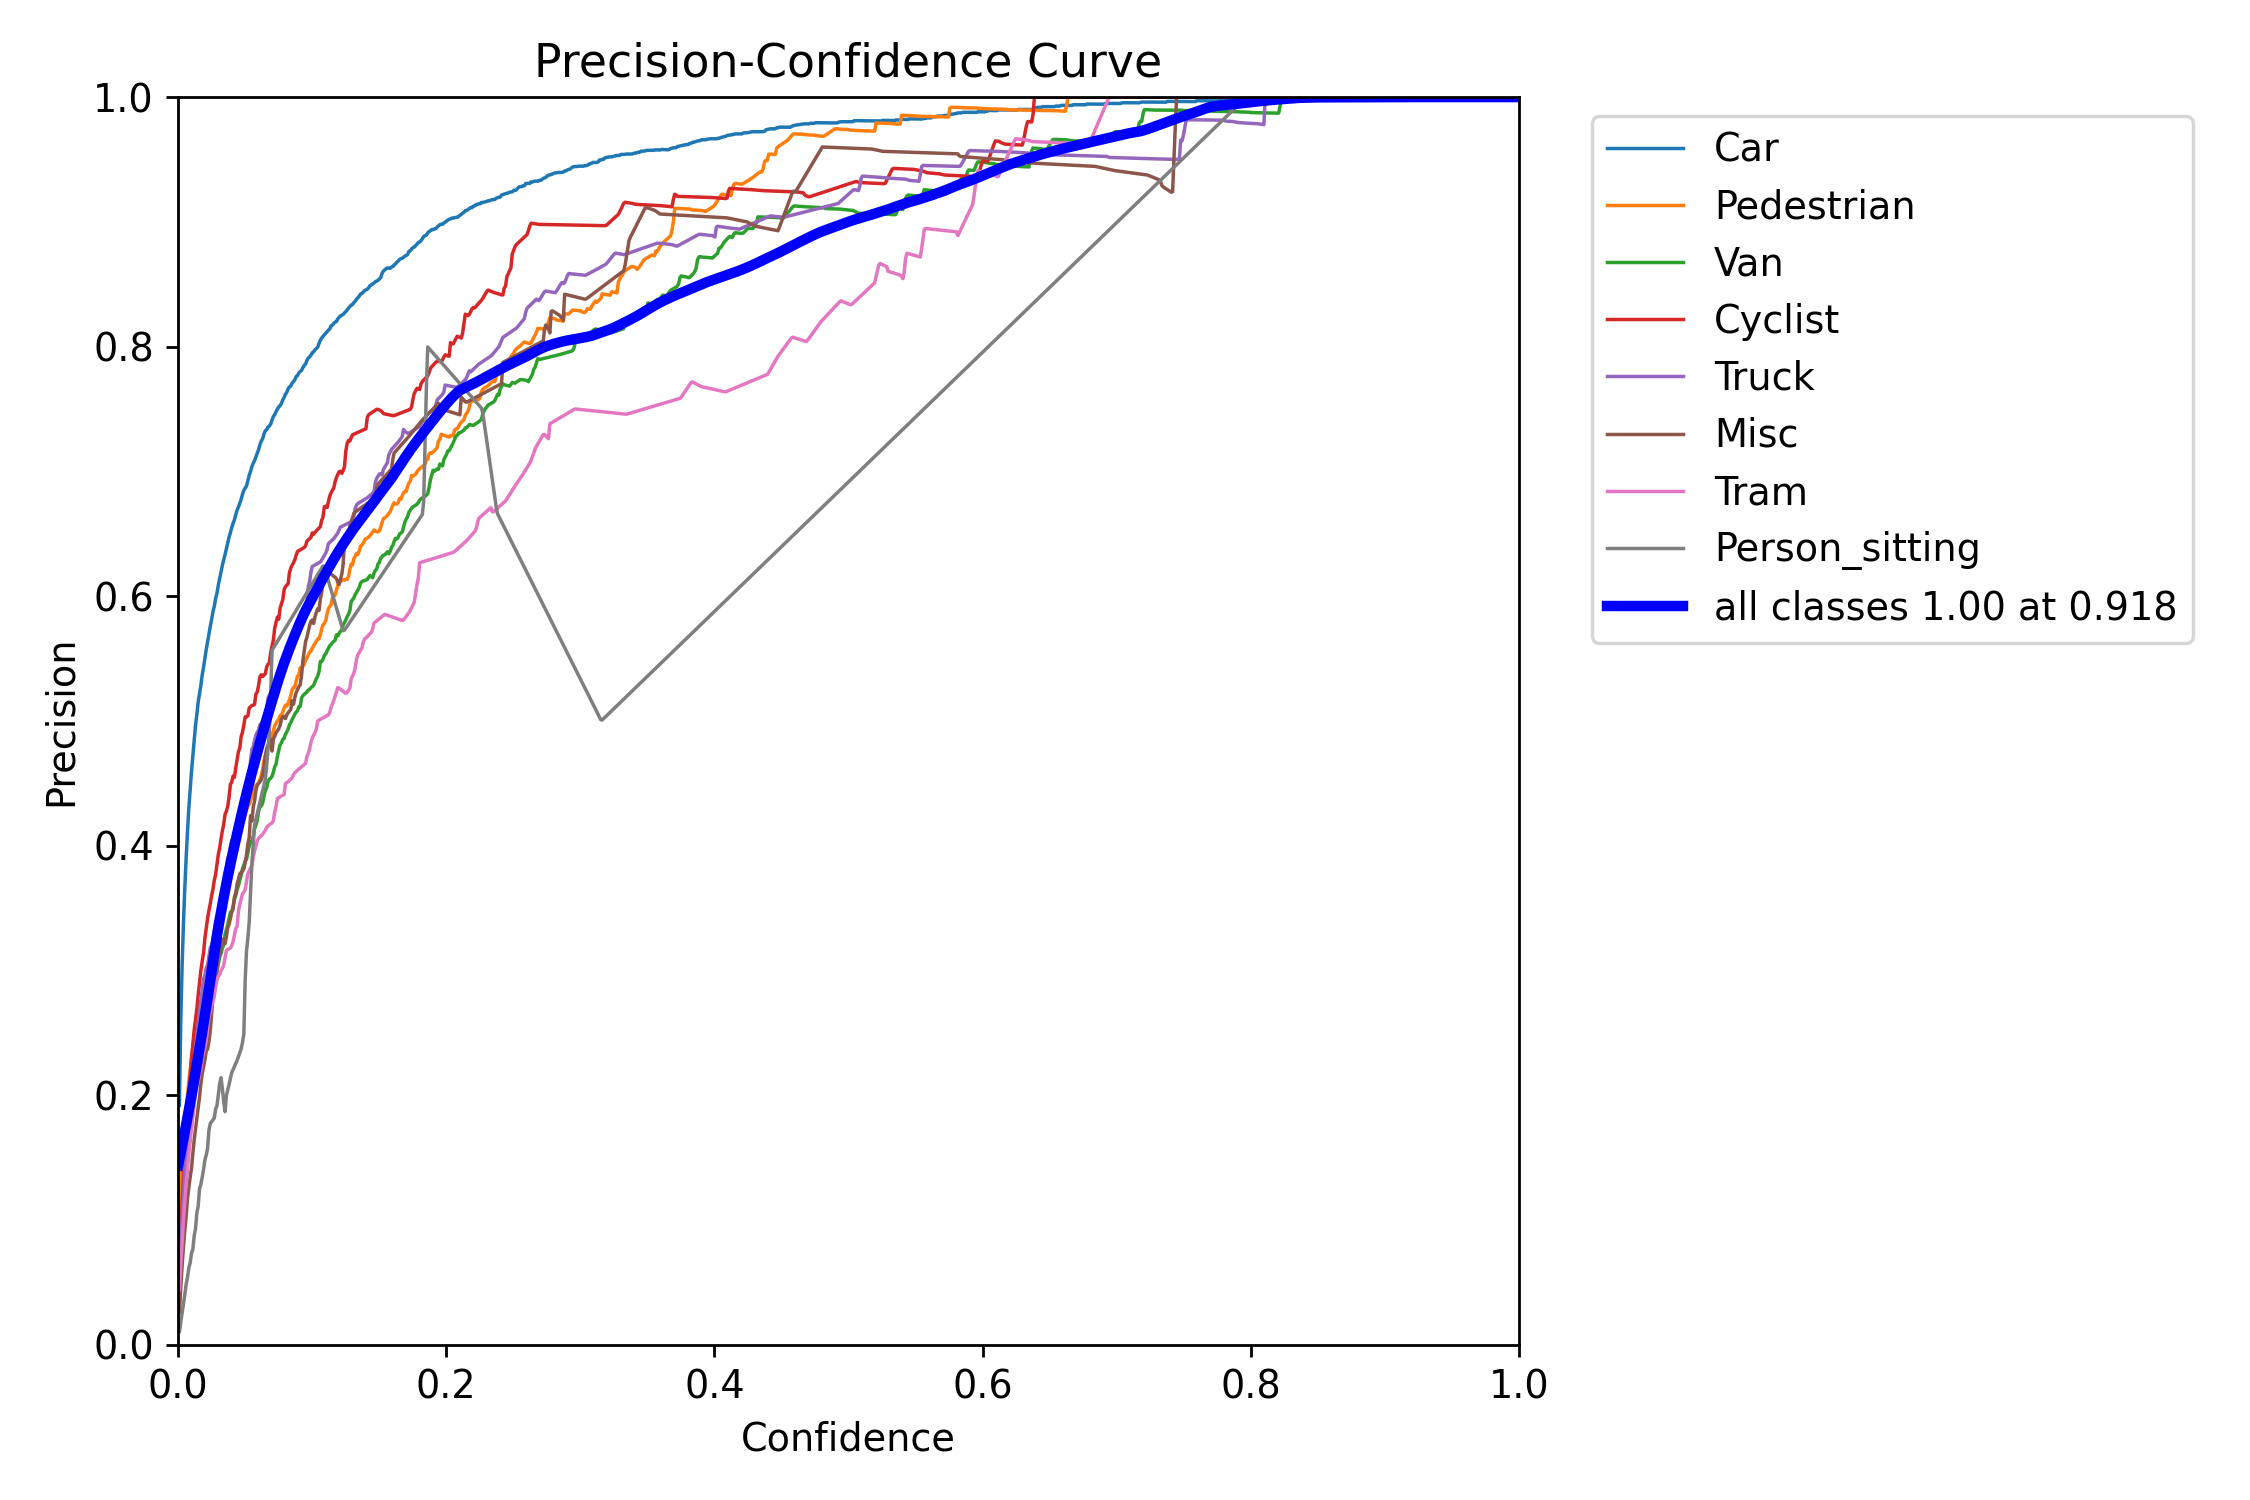 Precision-Confidence Curve
1.0
0.8
0.6
0.4
0.2
0.0
Precision
0.0 0.2 0.4 0.6 0.8 1.0
Confidence
Car
Pedestrian
Van
Cyclist
Truck
Misc
Tram
Person_sitting
all classes 1.00 at 0.918